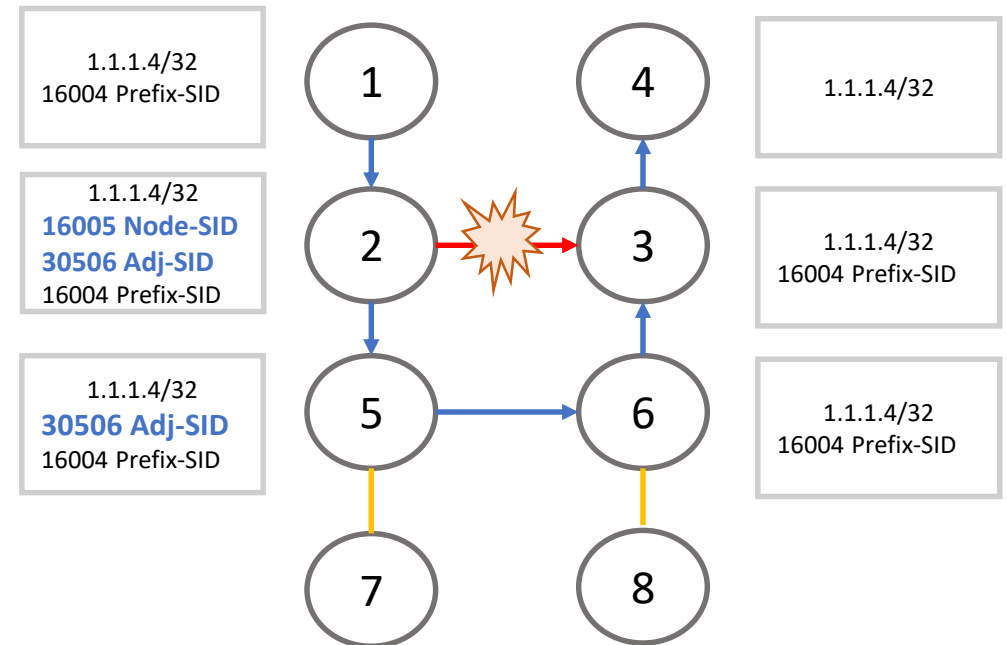 1.1.1.4/32
16004 Prefix-SID
1
4
1.1.1.4/32
1.1.1.4/32
16005 Node-SID
30506 Adj-SID
16004 Prefix-SID
2
3
1.1.1.4/32
16004 Prefix-SID
1.1.1.4/32
30506 Adj-SID
16004 Prefix-SID
5
6
1.1.1.4/32
16004 Prefix-SID
7
8